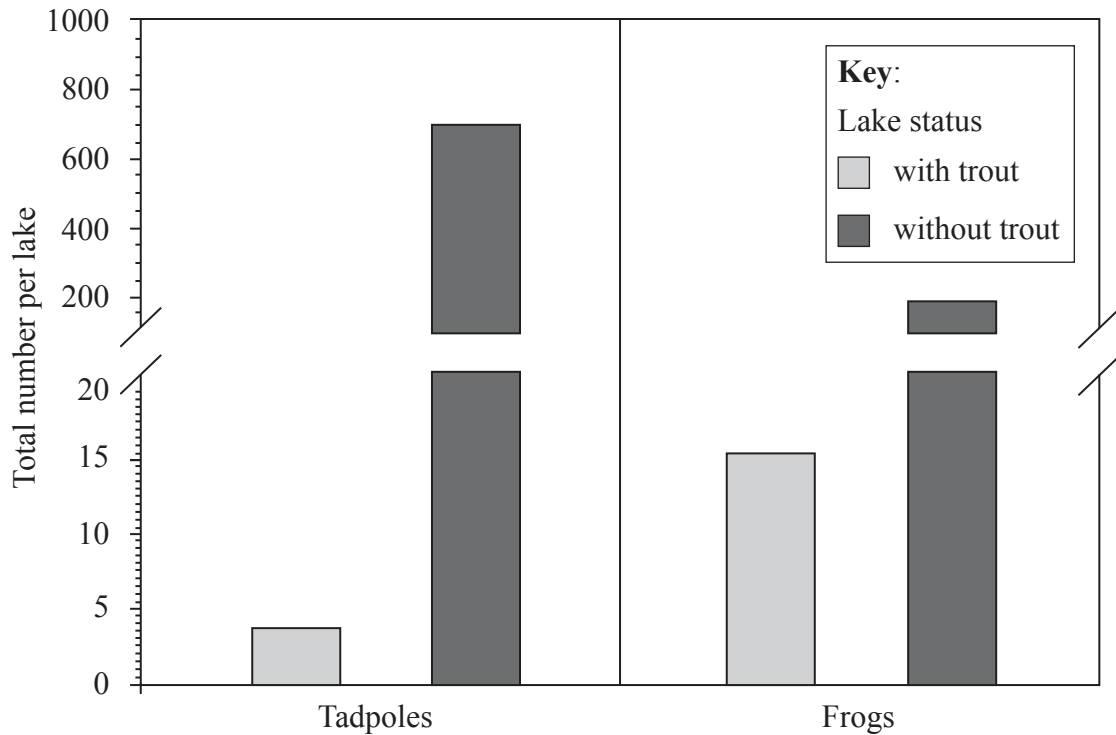 1000
800
600
400
200
20
15
10
5
0
Total number per lake
Key:
Lake status
with trout
without trout
Tadpoles
Frogs